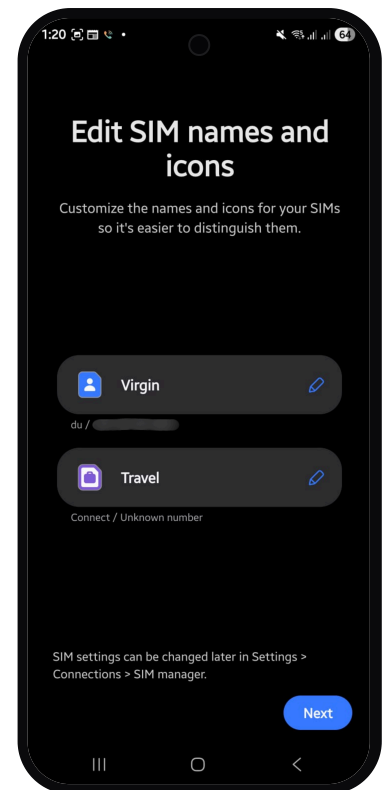 1:20 64
Edit SIM names and
icons
Customize the names and icons for your SIMs
so it's easier to distinguish them.
Virgin
du /
Travel
Connect / Unknown number
SIM settings can be changed later in Settings >
Connections > SIM manager.
Next